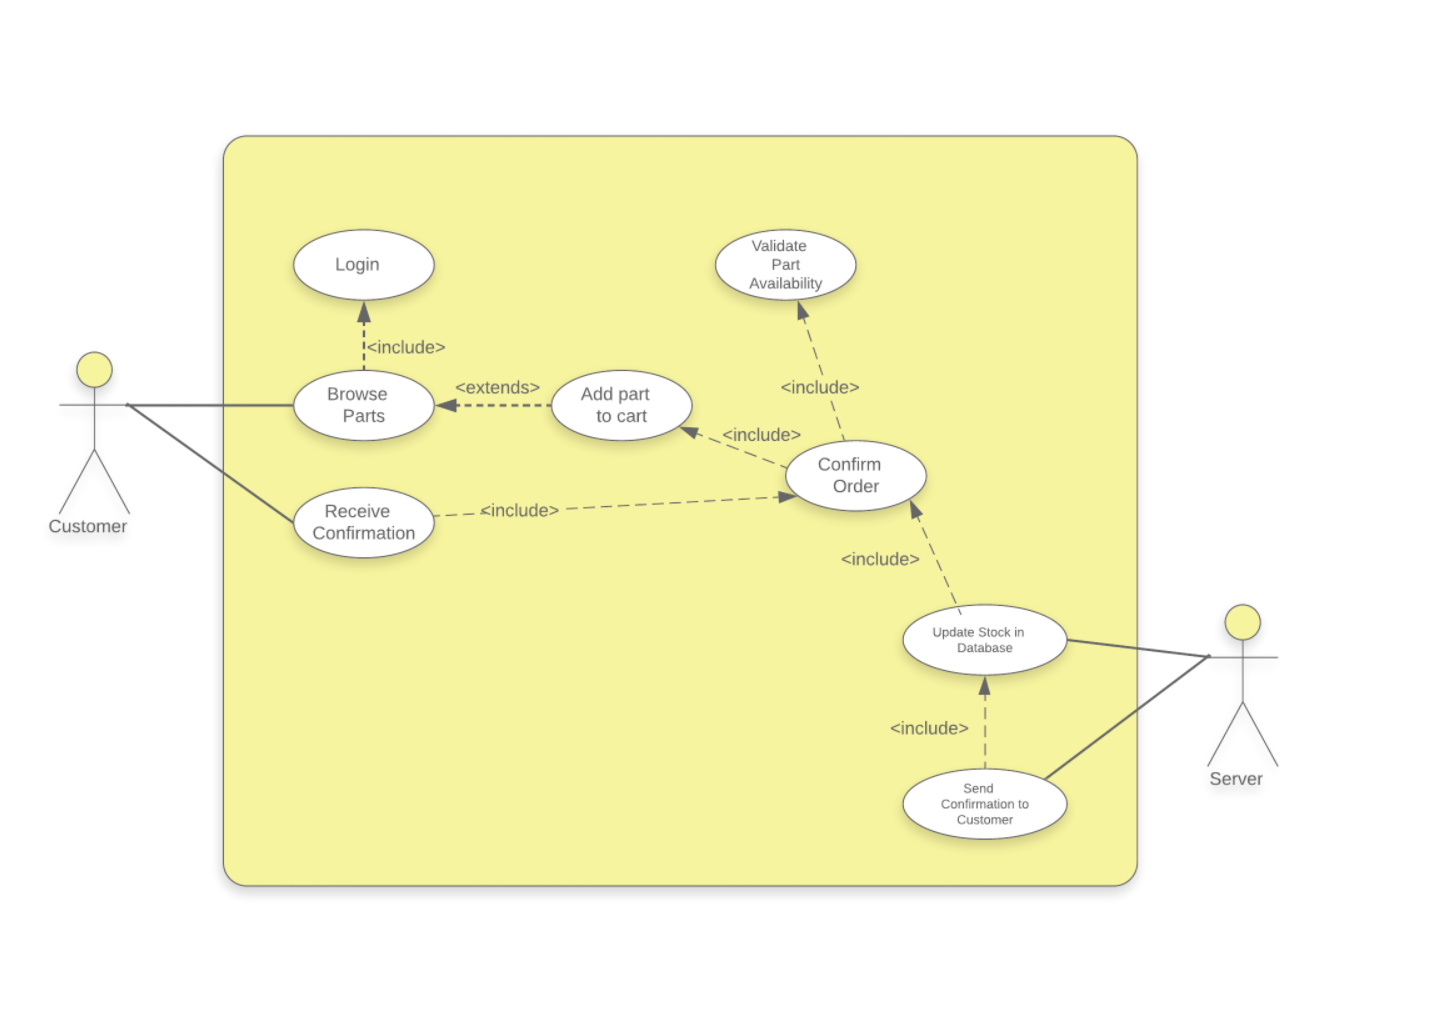 Login
Validate
Part
Availability
<include>
Browse
Parts
<extends>
Add part
to cart
<include>
<include>
Confirm
Order
Receive
Confirmation
<include>
Customer
<include>
Update Stock in
Database
<include>
Send
Confirmation to
Customer
Server